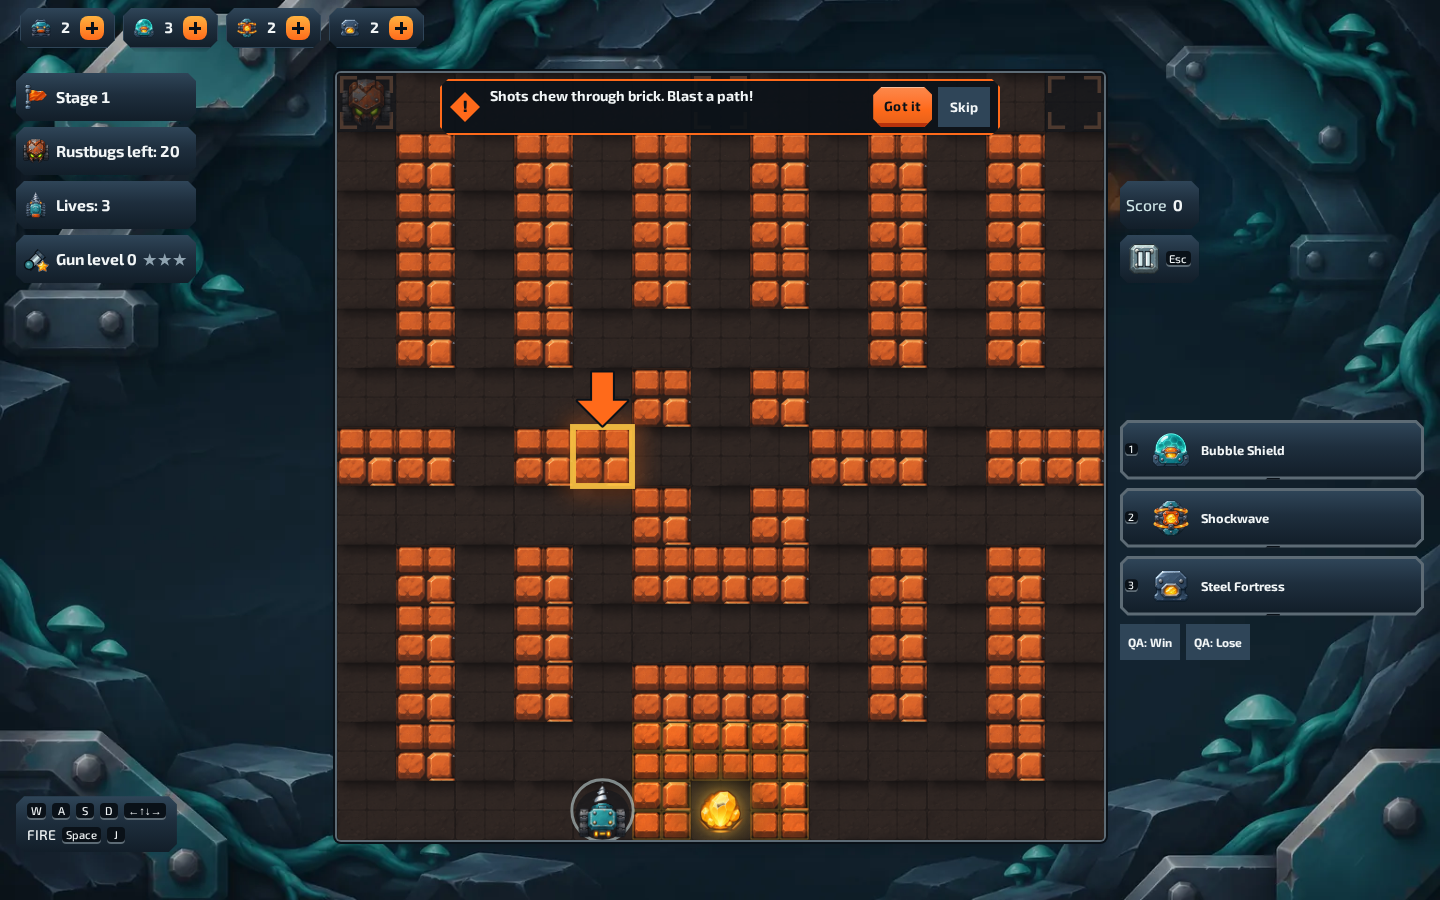 2 + 3 + 2 + 2 +
Stage 1
Rustbugs left: 20
Lives: 3
Gun level 0 ★★★
! Shots chew through brick. Blast a path!
Got it
Skip
Score 0
Esc
1 Bubble Shield
2 Shockwave
3 Steel Fortress
QA: Win QA: Lose
W A S D ←↑↓→
FIRE Space J